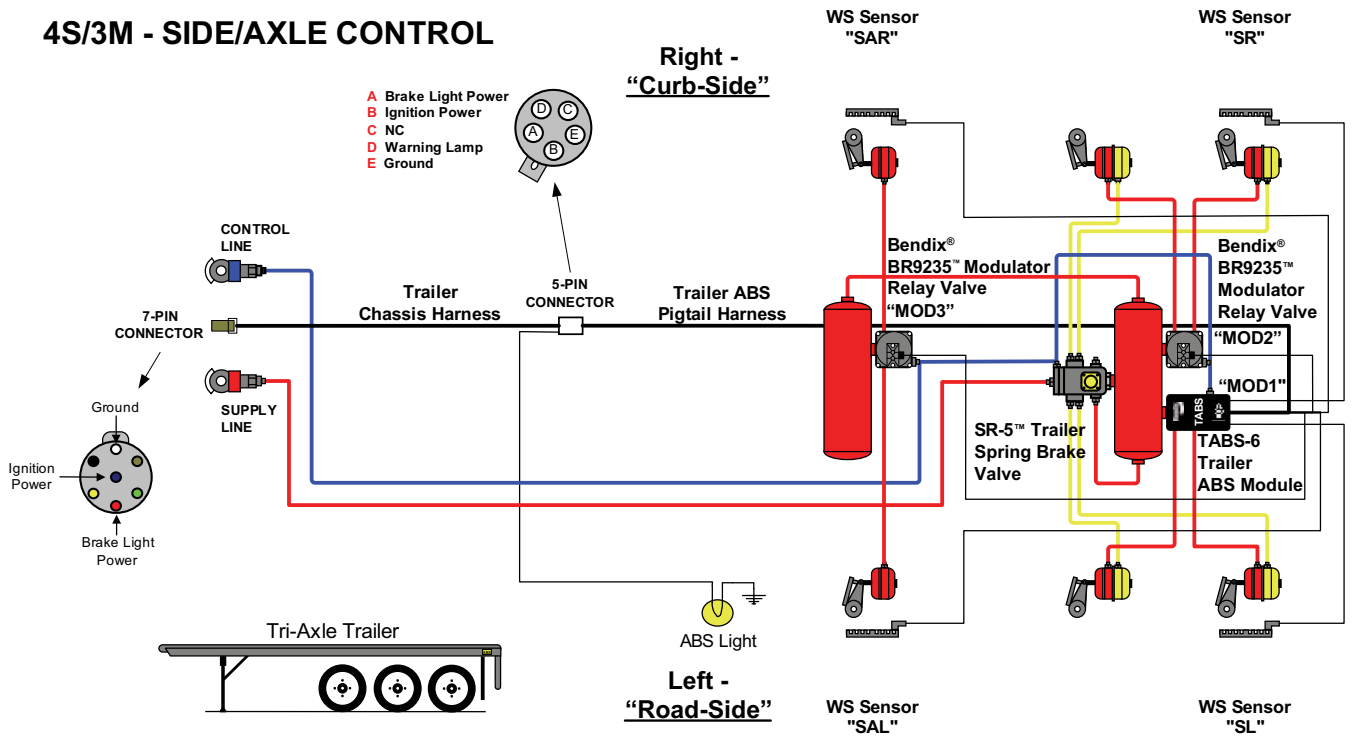 4S/3M - SIDE/AXLE CONTROL
WS Sensor
"SAR"
WS Sensor
"SR"
Right -
“Curb-Side”
A Brake Light Power
B Ignition Power
C NC
D Warning Lamp
E Ground
D
C
A
E
B
CONTROL
LINE
7-PIN
CONNECTOR
Trailer
Chassis Harness
5-PIN
CONNECTOR
Trailer ABS
Pigtail Harness
Bendix®
BR9235™ Modulator
Relay Valve
“MOD3”
Bendix®
BR9235™
Modulator
Relay Valve
“MOD2”
“MOD1"
TABS
SUPPLY
LINE
Ground
Ignition
Power
Brake Light
Power
SR-5™ Trailer
Spring Brake
Valve
TABS-6
Trailer
ABS Module
ABS Light
Tri-Axle Trailer
Left -
“Road-Side”
WS Sensor
"SAL"
WS Sensor
"SL"